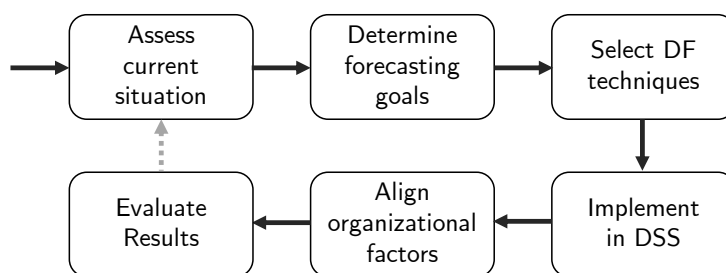 Assess
current
situation
Determine
forecasting
goals
Select DF
techniques
Evaluate
Results
Align
organizational
factors
Implement
in DSS